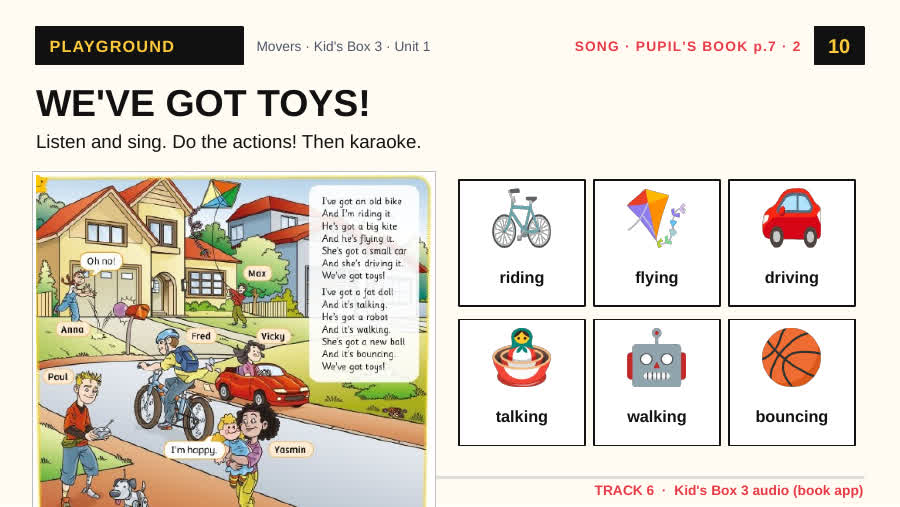 PLAYGROUND
Movers · Kid's Box 3 · Unit 1
SONG · PUPIL'S BOOK p.7 · 2
10
WE'VE GOT TOYS!
Listen and sing. Do the actions! Then karaoke.
I've got an old bike
And I'm riding it.
He's got a big kite
And he's flying it.
She's got a small car
And she's driving it.
We've got toys!
I've got a fat doll
And it's talking.
He's got a robot
And it's walking.
She's got a new ball
And it's bouncing.
We've got toys!
Oh no!
Max
Anna
Fred
Vicky
Paul
I'm happy.
Yasmin
riding
flying
driving
talking
walking
bouncing
TRACK 6 · Kid's Box 3 audio (book app)